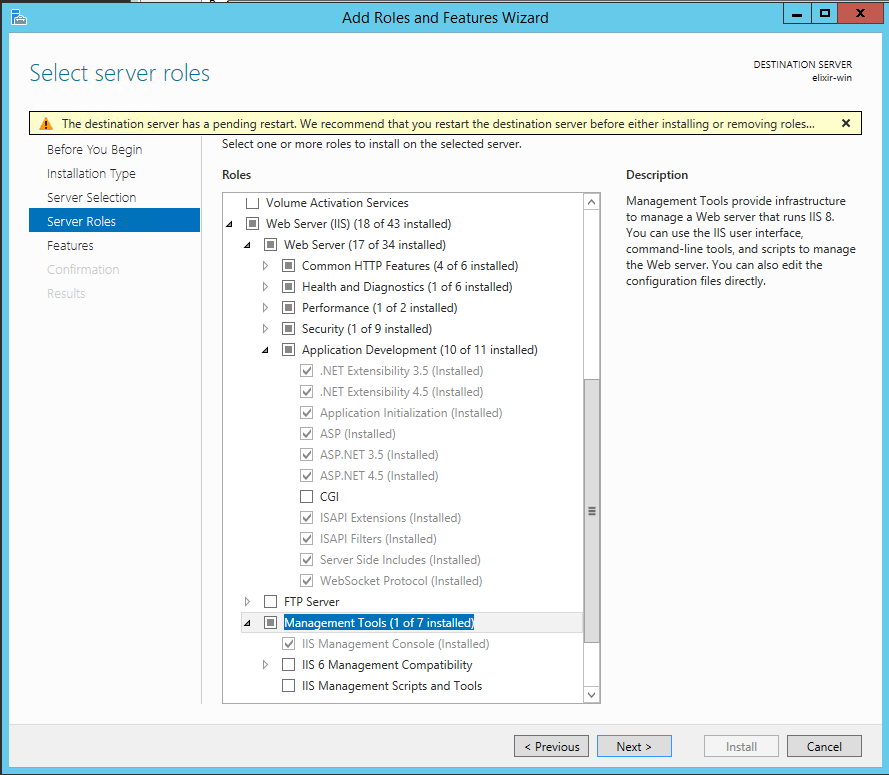 Add Roles and Features Wizard
Select server roles
DESTINATION SERVER
elixir-win
The destination server has a pending restart. We recommend that you restart the destination server before either installing or removing roles...
Before You Begin
Installation Type
Server Selection
Server Roles
Features
Confirmation
Results
Select one or more roles to install on the selected server.
Roles
Volume Activation Services
Web Server (IIS) (18 of 43 installed)
Web Server (17 of 34 installed)
Common HTTP Features (4 of 6 installed)
Health and Diagnostics (1 of 6 installed)
Performance (1 of 2 installed)
Security (1 of 9 installed)
Application Development (10 of 11 installed)
.NET Extensibility 3.5 (Installed)
.NET Extensibility 4.5 (Installed)
Application Initialization (Installed)
ASP (Installed)
ASP.NET 3.5 (Installed)
ASP.NET 4.5 (Installed)
CGI
ISAPI Extensions (Installed)
ISAPI Filters (Installed)
Server Side Includes (Installed)
WebSocket Protocol (Installed)
FTP Server
Management Tools (1 of 7 installed)
IIS Management Console (Installed)
IIS 6 Management Compatibility
IIS Management Scripts and Tools
Description
Management Tools provide infrastructure
to manage a Web server that runs IIS 8.
You can use the IIS user interface,
command-line tools, and scripts to manage
the Web server. You can also edit the
configuration files directly.
< Previous
Next >
Install
Cancel